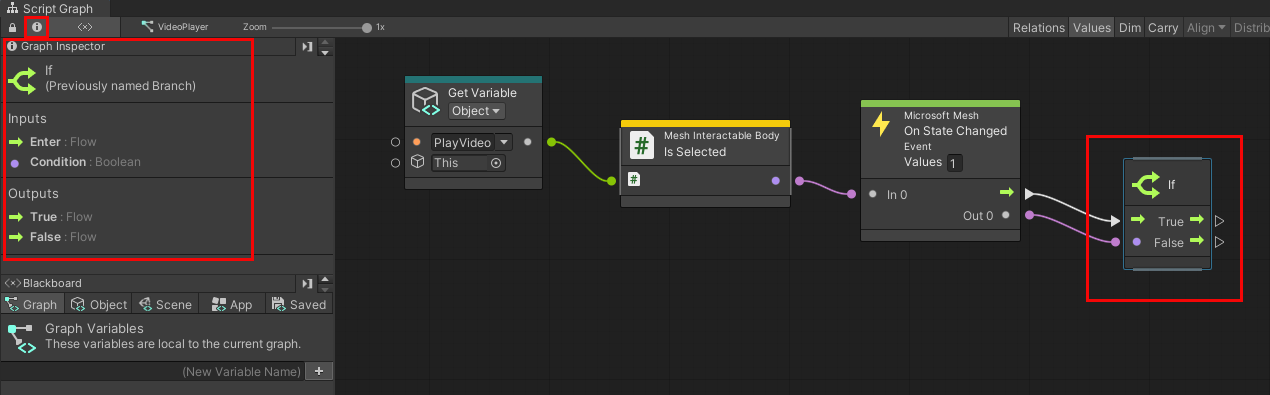 Script Graph
VideoPlayer
Zoom
1x
Relations
Values
Dim
Carry
Align
Distrib
Graph Inspector
If
(Previously named Branch)
Inputs
Enter : Flow
Condition : Boolean
Outputs
True : Flow
False : Flow
Blackboard
Graph
Object
Scene
App
Saved
Graph Variables
These variables are local to the current graph.
(New Variable Name)
+
Get Variable
Object
PlayVideo
This
Mesh Interactable Body
Is Selected
#
Microsoft Mesh
On State Changed
Event
Values 1
In 0
Out 0
If
True
False